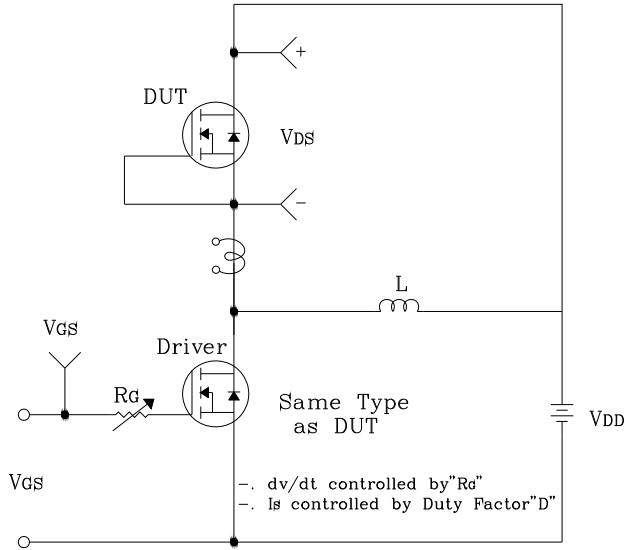 +
DUT
VDS
-
L
VGS
Driver
RG
Same Type
as DUT
VDD
VGS
-. dv/dt controlled by"RG"
-. Is controlled by Duty Factor"D"